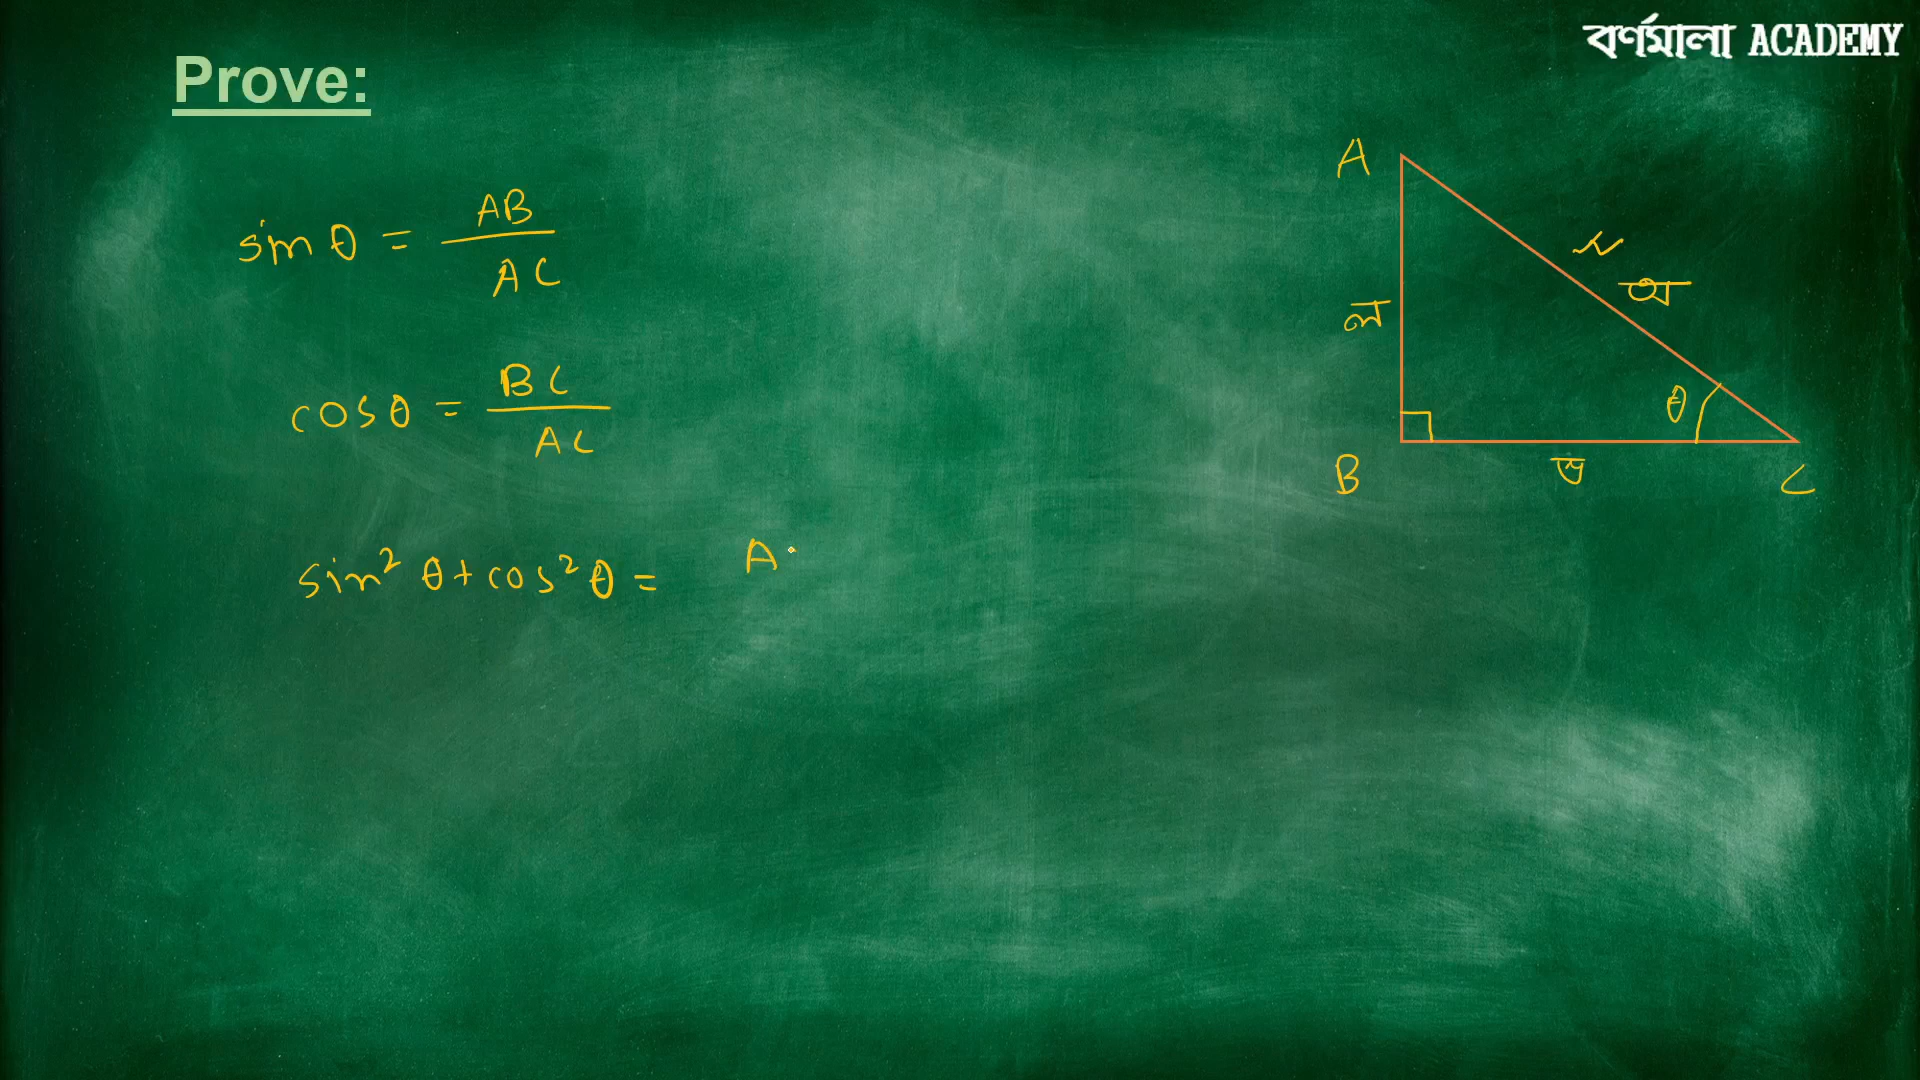 বর্ণমালা ACADEMY
Prove:
sin θ = AB / AC
cos θ = BC / AC
sin² θ + cos² θ = A
A
ল
অ
θ
B
ভ
C